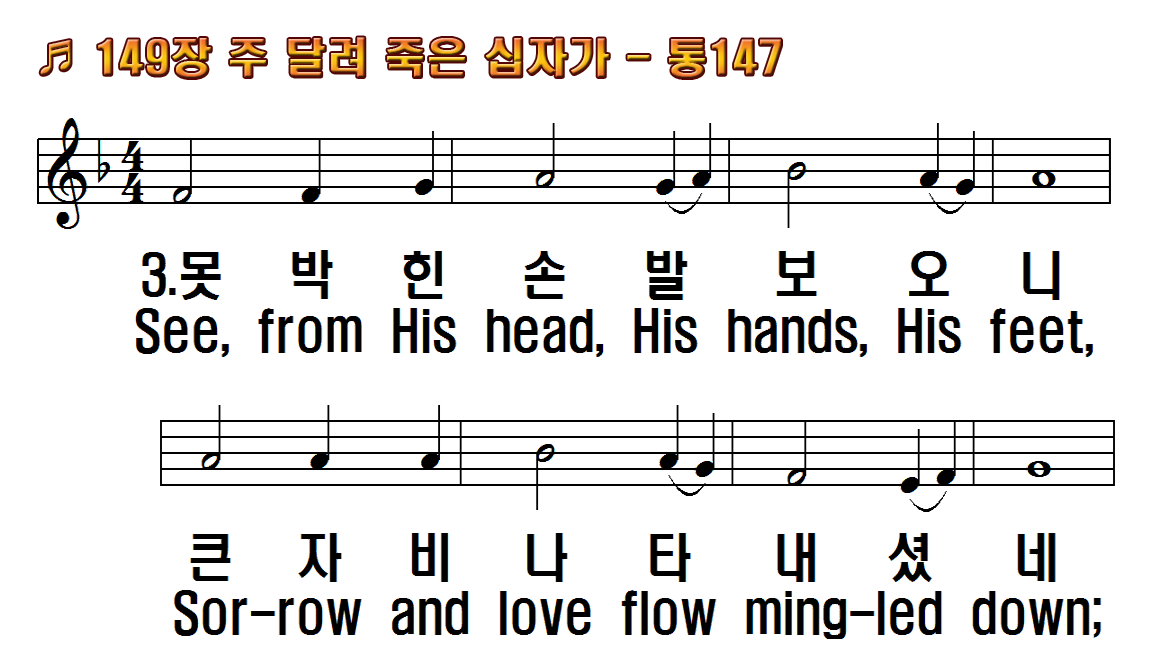 ♬ 149장 주 달려 죽은 십자가 - 통147
4
4
3.못 박 힌 손 발 보 오 니
See, from His head, His hands, His feet,
큰 자 비 나 타 내 셨 네
Sor-row and love flow ming-led down;